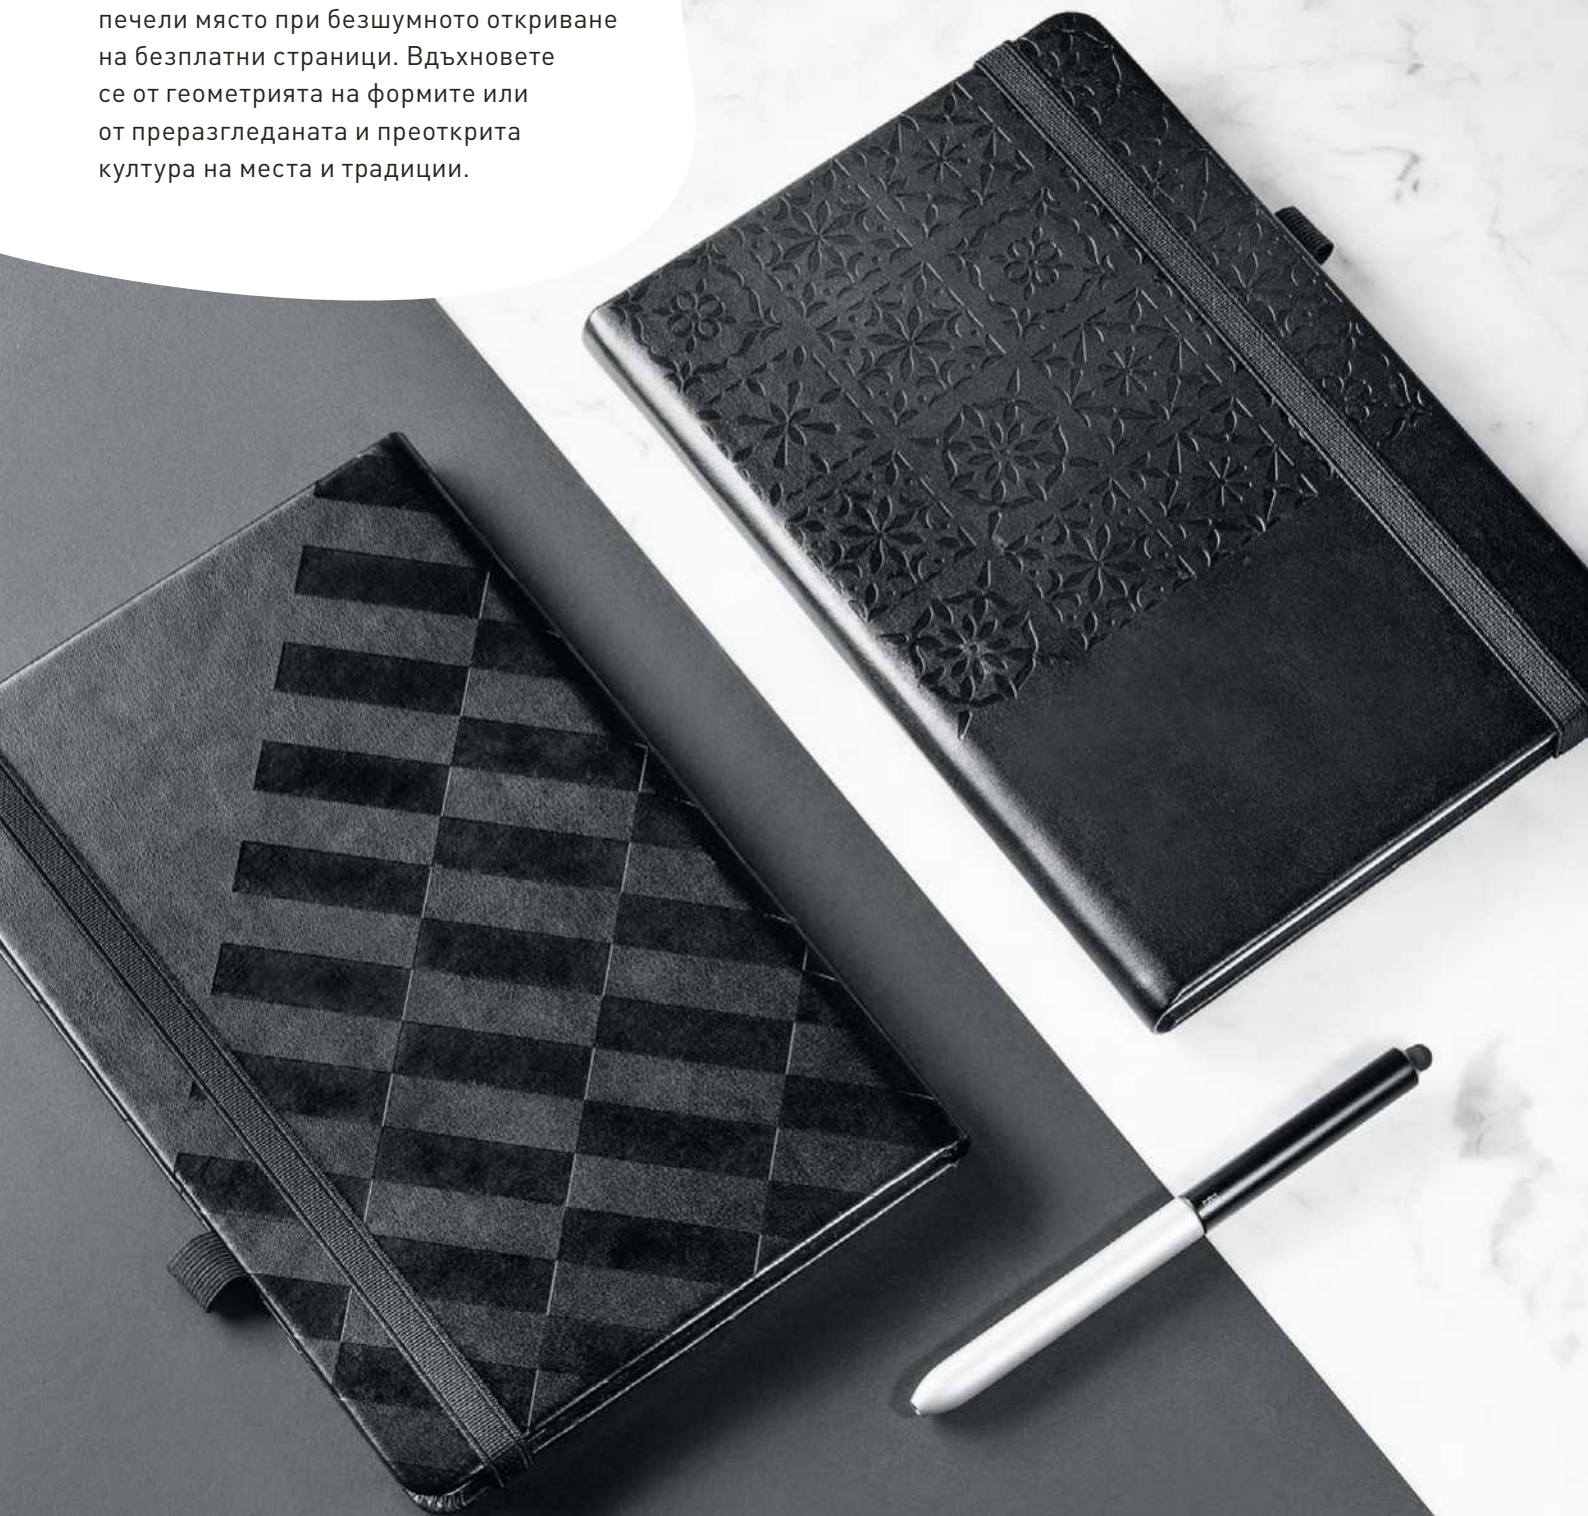 печели място при безшумното откриване
на безплатни страници. Вдъхновете
се от геометрията на формите или
от преразгледаната и преоткрита
култура на места и традиции.